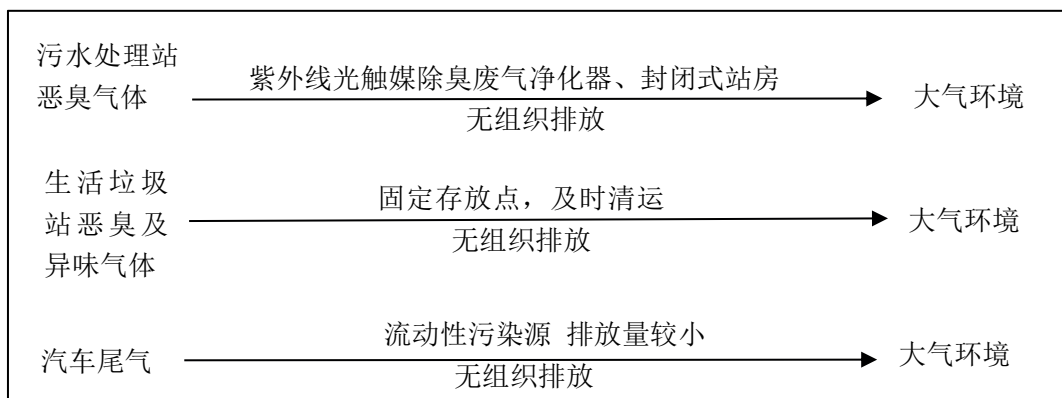 污水处理站
恶臭气体
紫外线光触媒除臭废气净化器、封闭式站房
无组织排放
大气环境
生活垃圾
站恶臭及
异味气体
固定存放点，及时清运
无组织排放
大气环境
汽车尾气
流动性污染源 排放量较小
无组织排放
大气环境